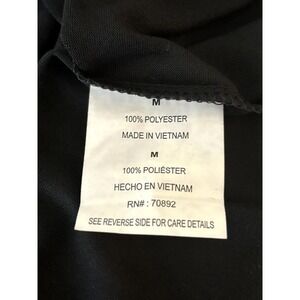 M
100% POLYESTER
MADE IN VIETNAM
M
100% POLIÉSTER
HECHO EN VIETNAM
RN# : 70892
SEE REVERSE SIDE FOR CARE DETAILS